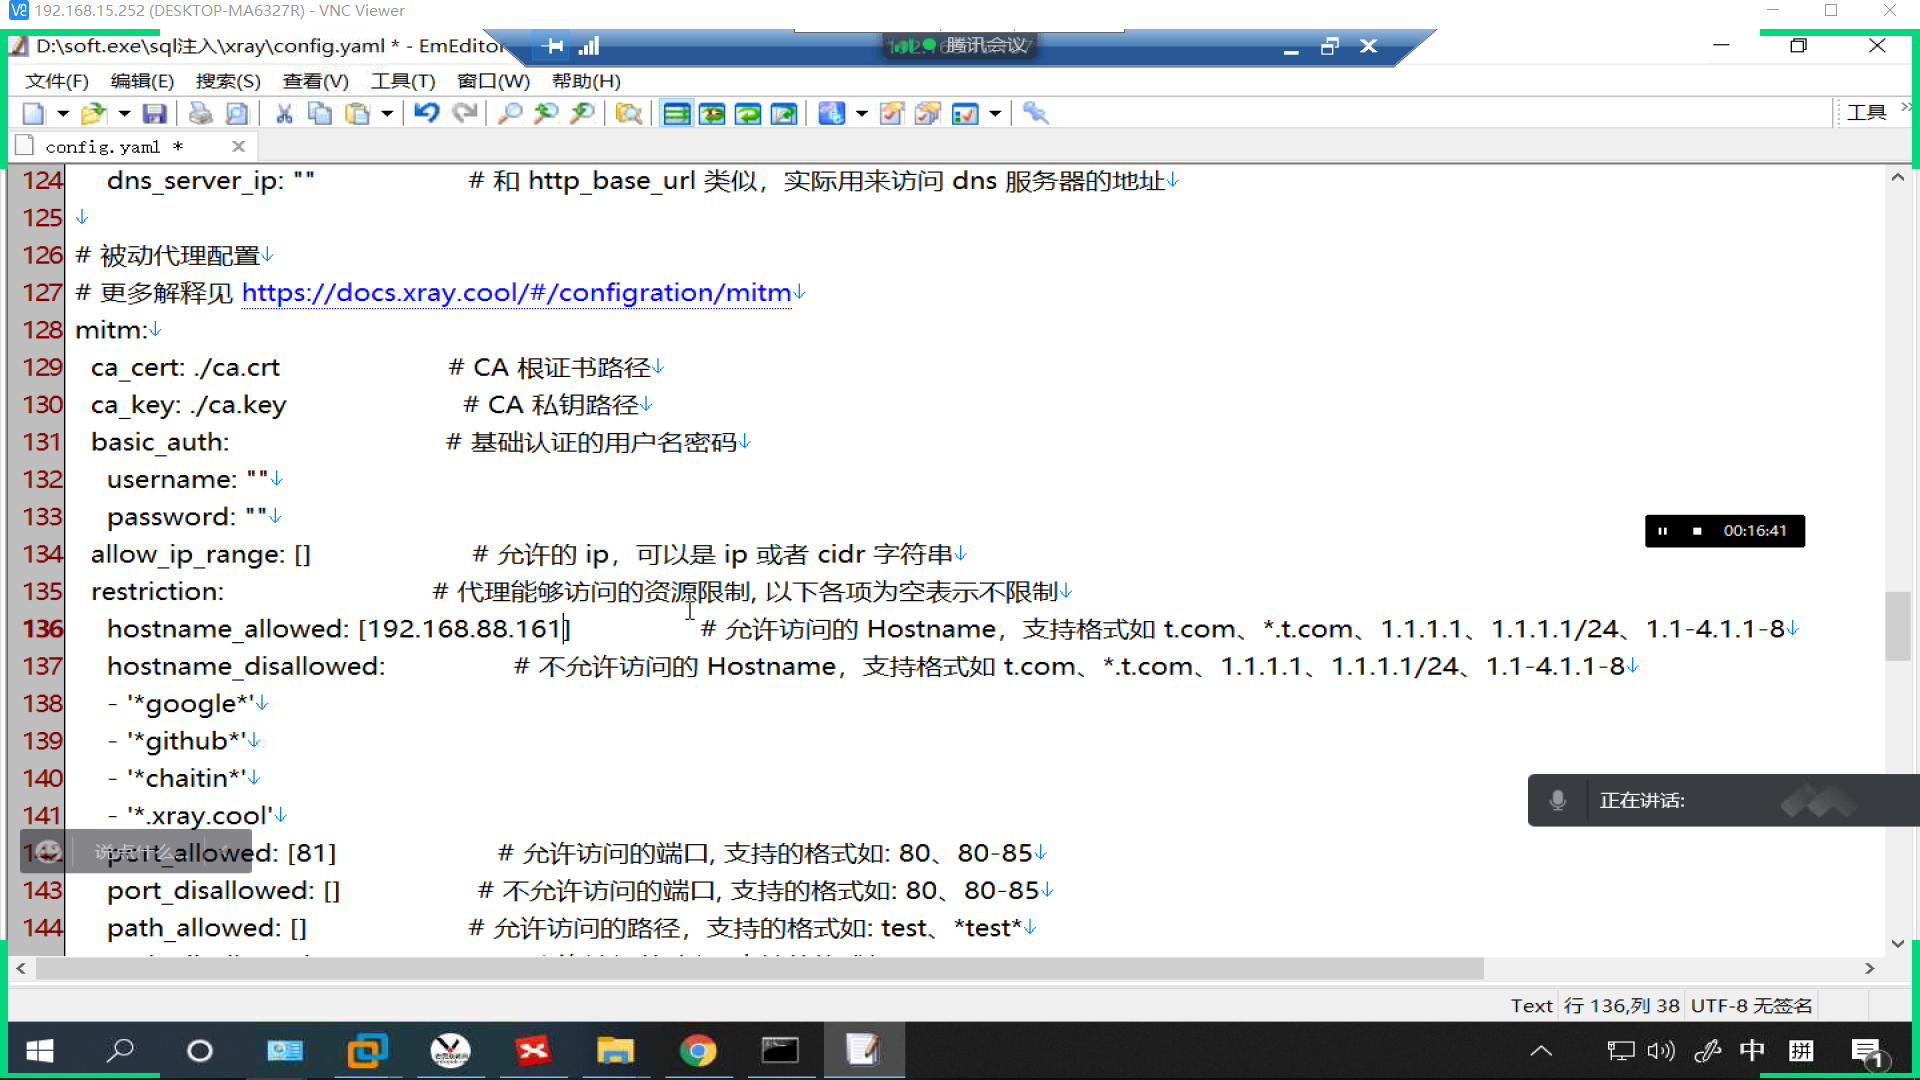 192.168.15.252 (DESKTOP-MA6327R) - VNC Viewer
D:\soft.exe\sql注入\xray\config.yaml * - EmEditor
腾讯会议
文件(F) 编辑(E) 搜索(S) 查看(V) 工具(T) 窗口(W) 帮助(H)
工具
config.yaml *
124 dns_server_ip: "" # 和 http_base_url 类似，实际用来访问 dns 服务器的地址↓
125 ↓
126 # 被动代理配置↓
127 # 更多解释见 https://docs.xray.cool/#/configration/mitm↓
128 mitm:↓
129 ca_cert: ./ca.crt # CA 根证书路径↓
130 ca_key: ./ca.key # CA 私钥路径↓
131 basic_auth: # 基础认证的用户名密码↓
132 username: ""↓
133 password: ""↓
134 allow_ip_range: [] # 允许的 ip，可以是 ip 或者 cidr 字符串↓
00:16:41
135 restriction: # 代理能够访问的资源限制, 以下各项为空表示不限制↓
136 hostname_allowed: [192.168.88.161] # 允许访问的 Hostname，支持格式如 t.com、*.t.com、1.1.1.1、1.1.1.1/24、1.1-4.1.1-8↓
137 hostname_disallowed: # 不允许访问的 Hostname，支持格式如 t.com、*.t.com、1.1.1.1、1.1.1.1/24、1.1-4.1.1-8↓
138 - '*google*'↓
139 - '*github*'↓
140 - '*chaitin*'↓
141 - '*.xray.cool'↓
正在讲话:
说点什么...
allowed: [81] # 允许访问的端口, 支持的格式如: 80、80-85↓
143 port_disallowed: [] # 不允许访问的端口, 支持的格式如: 80、80-85↓
144 path_allowed: [] # 允许访问的路径，支持的格式如: test、*test*↓
Text 行 136,列 38 UTF-8 无签名
中 拼 1